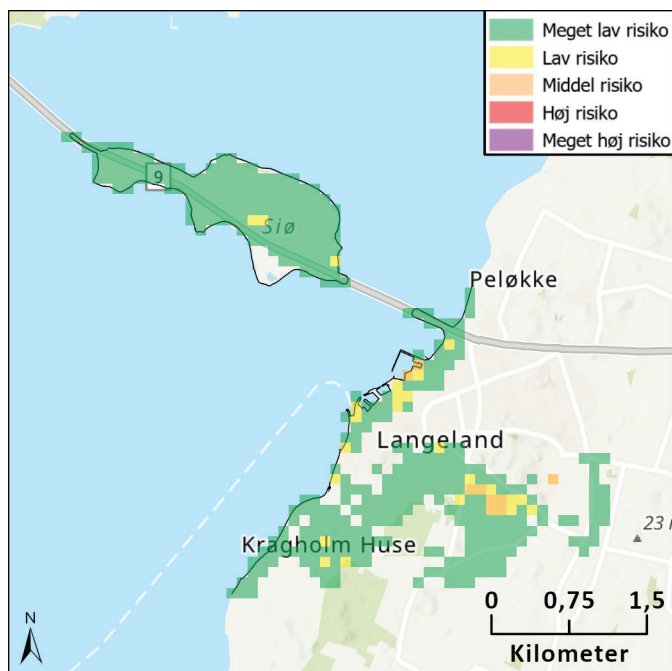 Meget lav risiko
Lav risiko
Middel risiko
Høj risiko
Meget høj risiko
9
Siø
Peløkke
Langeland
Kragholm Huse
23
N
0 0,75 1,5
Kilometer